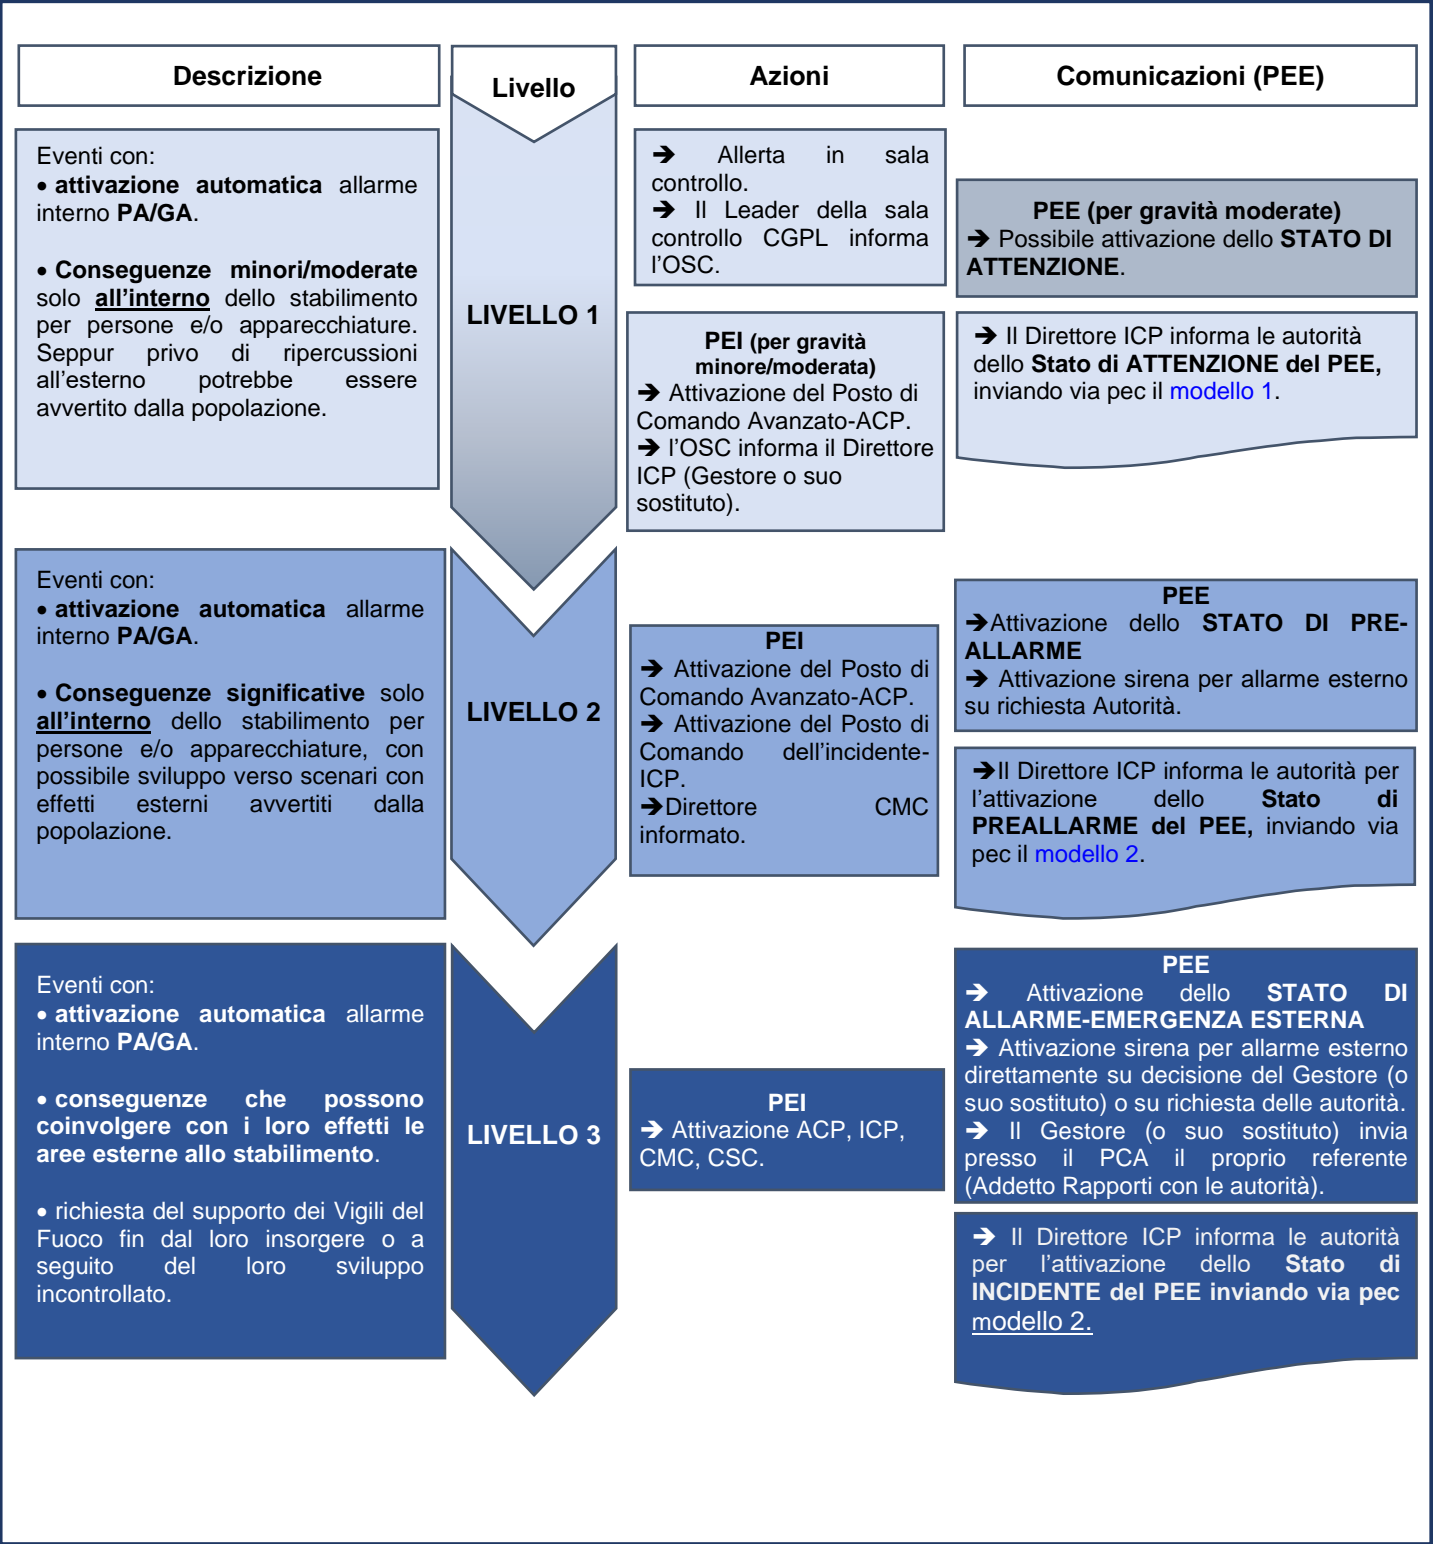 Descrizione
Livello
Azioni
Comunicazioni (PEE)
Eventi con:
• attivazione automatica allarme
interno PA/GA.
• Conseguenze minori/moderate
solo all’interno dello stabilimento
per persone e/o apparecchiature.
Seppur privo di ripercussioni
all’esterno potrebbe essere
avvertito dalla popolazione.
LIVELLO 1
➔ Allerta in sala
controllo.
➔ Il Leader della sala
controllo CGPL informa
l’OSC.
PEI (per gravità
minore/moderata)
➔ Attivazione del Posto di
Comando Avanzato-ACP.
➔ l’OSC informa il Direttore
ICP (Gestore o suo
sostituto).
PEE (per gravità moderate)
➔ Possibile attivazione dello STATO DI
ATTENZIONE.
➔ Il Direttore ICP informa le autorità
dello Stato di ATTENZIONE del PEE,
inviando via pec il modello 1.
Eventi con:
• attivazione automatica allarme
interno PA/GA.
• Conseguenze significative solo
all’interno dello stabilimento per
persone e/o apparecchiature, con
possibile sviluppo verso scenari con
effetti esterni avvertiti dalla
popolazione.
LIVELLO 2
PEI
➔ Attivazione del Posto di
Comando Avanzato-ACP.
➔ Attivazione del Posto di
Comando dell’incidente-
ICP.
➔Direttore CMC
informato.
PEE
➔Attivazione dello STATO DI PRE-
ALLARME
➔ Attivazione sirena per allarme esterno
su richiesta Autorità.
➔Il Direttore ICP informa le autorità per
l’attivazione dello Stato di
PREALLARME del PEE, inviando via
pec il modello 2.
Eventi con:
• attivazione automatica allarme
interno PA/GA.
• conseguenze che possono
coinvolgere con i loro effetti le
aree esterne allo stabilimento.
• richiesta del supporto dei Vigili del
Fuoco fin dal loro insorgere o a
seguito del loro sviluppo
incontrollato.
LIVELLO 3
PEI
➔ Attivazione ACP, ICP,
CMC, CSC.
PEE
➔ Attivazione dello STATO DI
ALLARME-EMERGENZA ESTERNA
➔ Attivazione sirena per allarme esterno
direttamente su decisione del Gestore (o
suo sostituto) o su richiesta delle autorità.
➔ Il Gestore (o suo sostituto) invia
presso il PCA il proprio referente
(Addetto Rapporti con le autorità).
➔ Il Direttore ICP informa le autorità
per l’attivazione dello Stato di
INCIDENTE del PEE inviando via pec
modello 2.